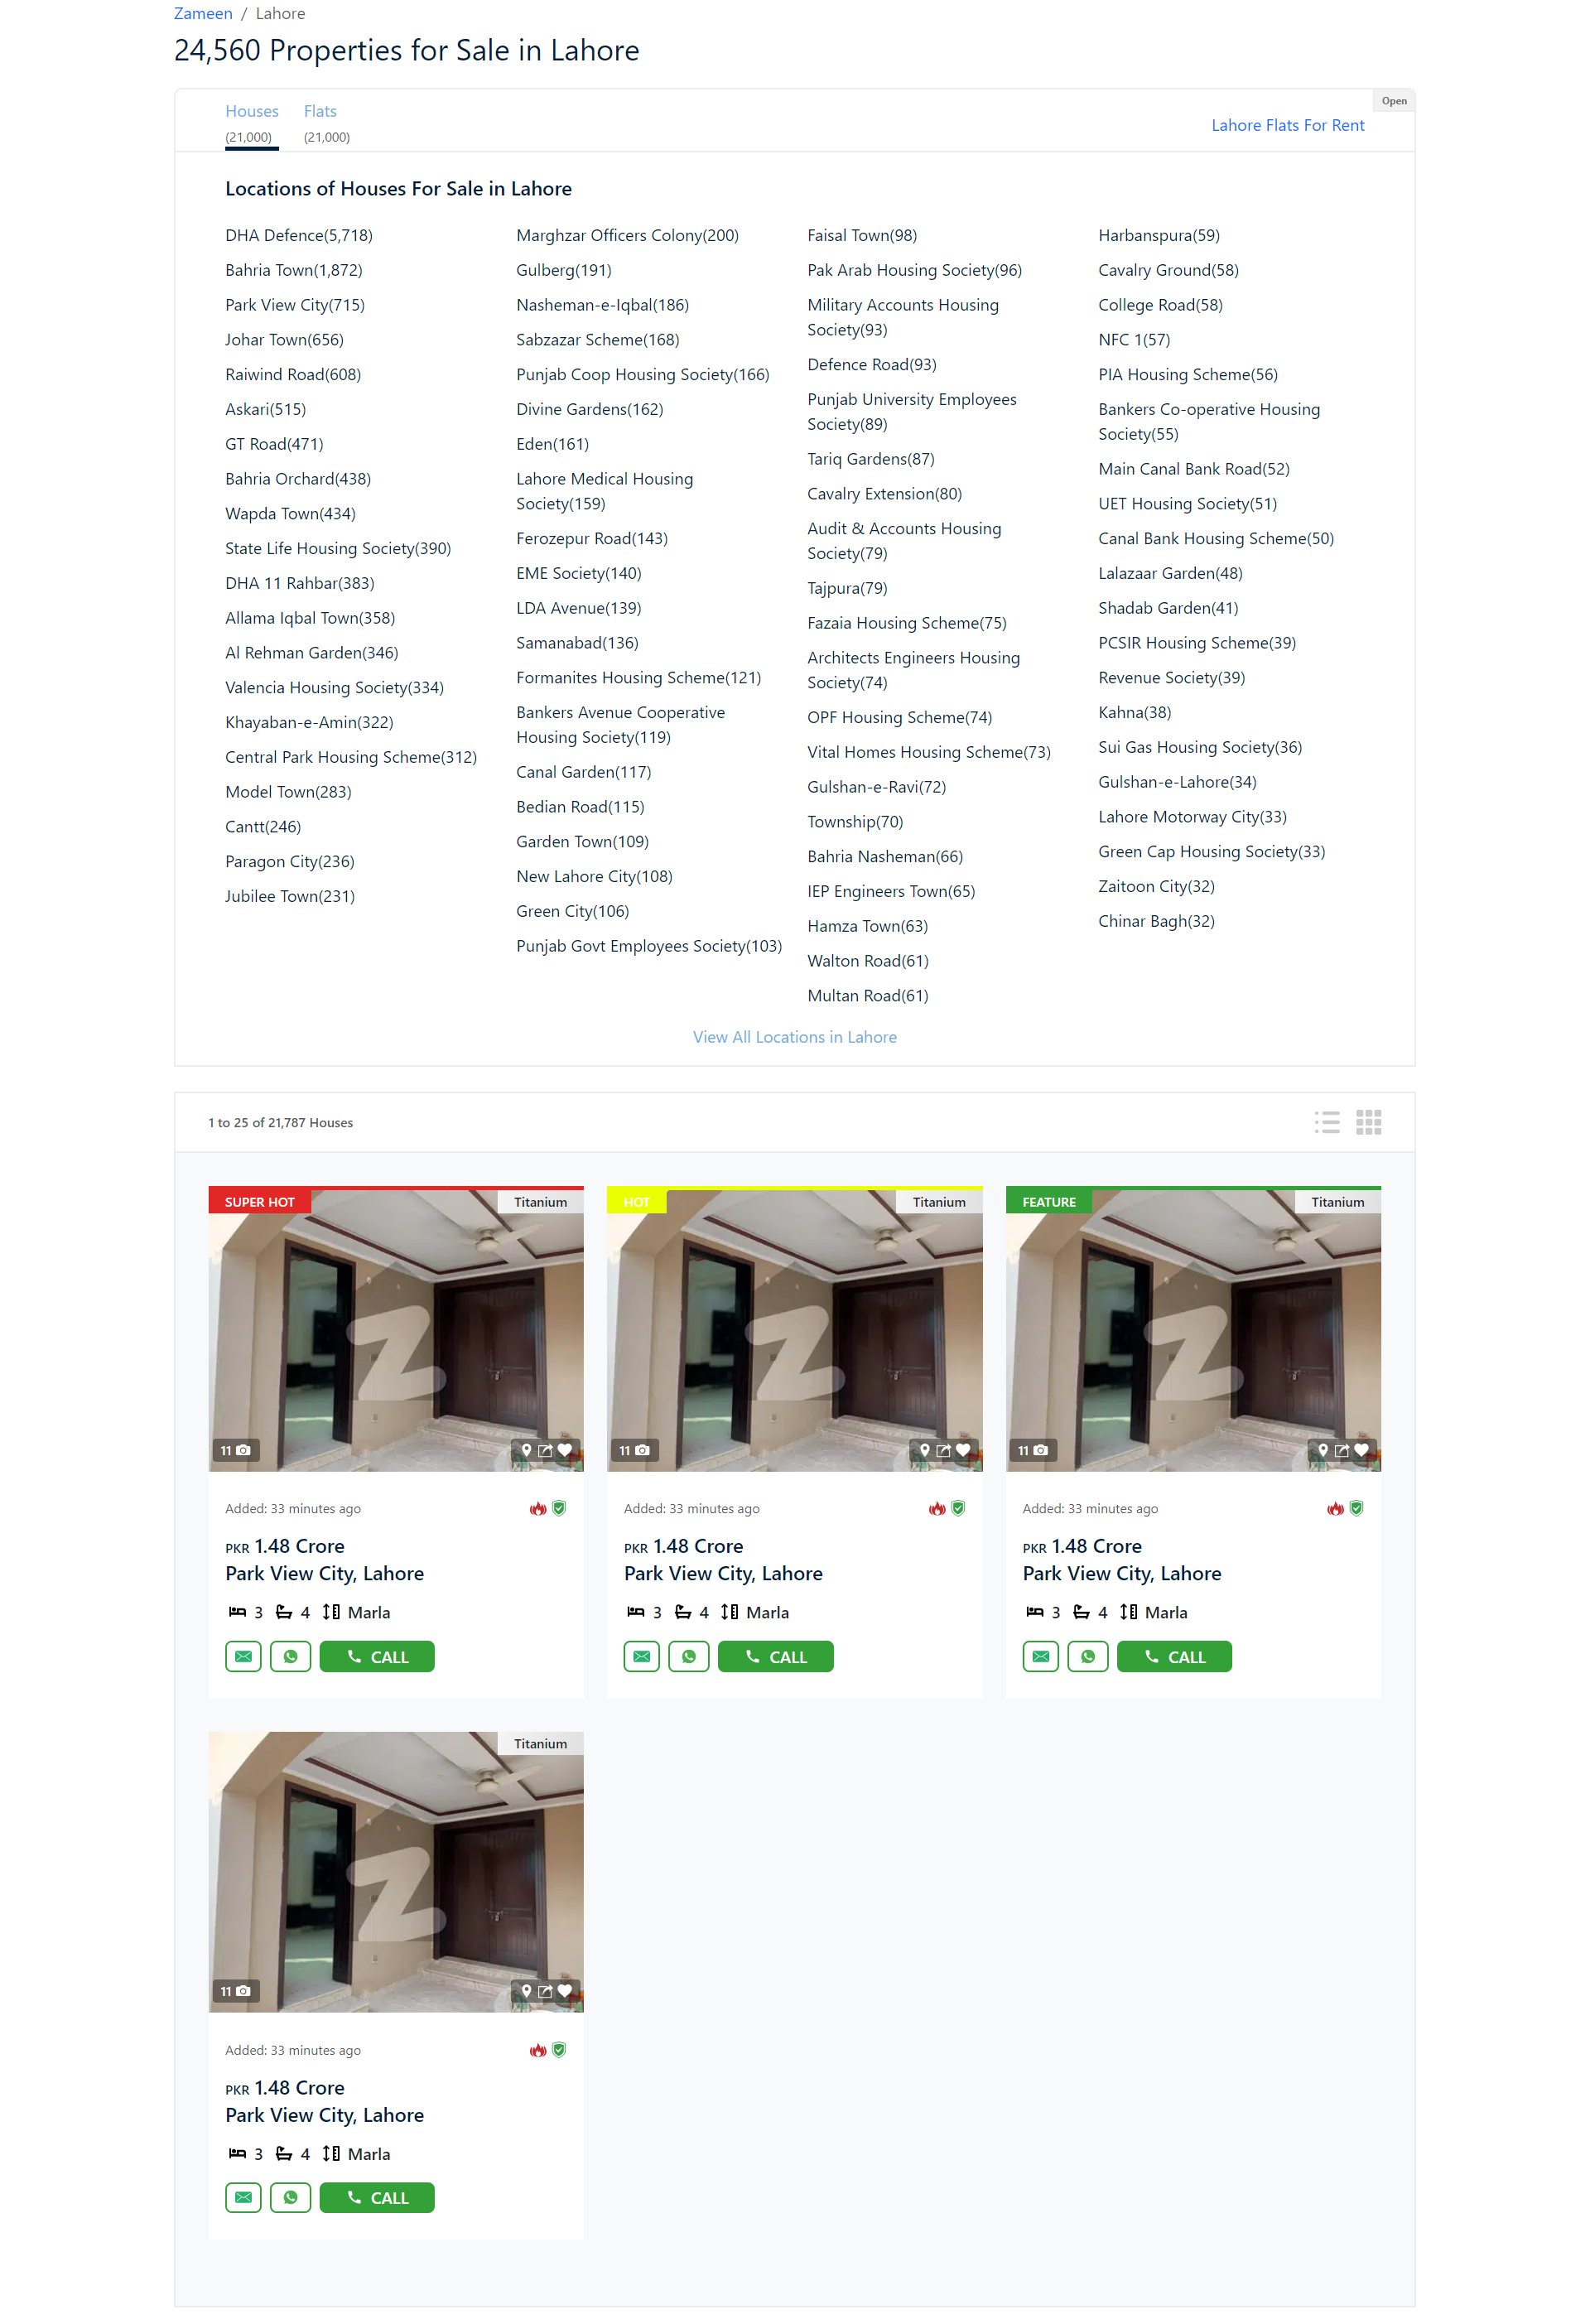 Zameen / Lahore
24,560 Properties for Sale in Lahore
Open
Houses
(21,000)
Flats
(21,000)
Lahore Flats For Rent
Locations of Houses For Sale in Lahore
DHA Defence(5,718)
Bahria Town(1,872)
Park View City(715)
Johar Town(656)
Raiwind Road(608)
Askari(515)
GT Road(471)
Bahria Orchard(438)
Wapda Town(434)
State Life Housing Society(390)
DHA 11 Rahbar(383)
Allama Iqbal Town(358)
Al Rehman Garden(346)
Valencia Housing Society(334)
Khayaban-e-Amin(322)
Central Park Housing Scheme(312)
Model Town(283)
Cantt(246)
Paragon City(236)
Jubilee Town(231)
Marghzar Officers Colony(200)
Gulberg(191)
Nasheman-e-Iqbal(186)
Sabzazar Scheme(168)
Punjab Coop Housing Society(166)
Divine Gardens(162)
Eden(161)
Lahore Medical Housing
Society(159)
Ferozepur Road(143)
EME Society(140)
LDA Avenue(139)
Samanabad(136)
Formanites Housing Scheme(121)
Bankers Avenue Cooperative
Housing Society(119)
Canal Garden(117)
Bedian Road(115)
Garden Town(109)
New Lahore City(108)
Green City(106)
Punjab Govt Employees Society(103)
Faisal Town(98)
Pak Arab Housing Society(96)
Military Accounts Housing
Society(93)
Defence Road(93)
Punjab University Employees
Society(89)
Tariq Gardens(87)
Cavalry Extension(80)
Audit & Accounts Housing
Society(79)
Tajpura(79)
Fazaia Housing Scheme(75)
Architects Engineers Housing
Society(74)
OPF Housing Scheme(74)
Vital Homes Housing Scheme(73)
Gulshan-e-Ravi(72)
Township(70)
Bahria Nasheman(66)
IEP Engineers Town(65)
Hamza Town(63)
Walton Road(61)
Multan Road(61)
Harbanspura(59)
Cavalry Ground(58)
College Road(58)
NFC 1(57)
PIA Housing Scheme(56)
Bankers Co-operative Housing
Society(55)
Main Canal Bank Road(52)
UET Housing Society(51)
Canal Bank Housing Scheme(50)
Lalazaar Garden(48)
Shadab Garden(41)
PCSIR Housing Scheme(39)
Revenue Society(39)
Kahna(38)
Sui Gas Housing Society(36)
Gulshan-e-Lahore(34)
Lahore Motorway City(33)
Green Cap Housing Society(33)
Zaitoon City(32)
Chinar Bagh(32)
View All Locations in Lahore
1 to 25 of 21,787 Houses
SUPER HOT
Titanium
Z
11
Added: 33 minutes ago
PKR 1.48 Crore
Park View City, Lahore
3 4 Marla
CALL
HOT
Titanium
Z
11
Added: 33 minutes ago
PKR 1.48 Crore
Park View City, Lahore
3 4 Marla
CALL
FEATURE
Titanium
Z
11
Added: 33 minutes ago
PKR 1.48 Crore
Park View City, Lahore
3 4 Marla
CALL
Titanium
Z
11
Added: 33 minutes ago
PKR 1.48 Crore
Park View City, Lahore
3 4 Marla
CALL